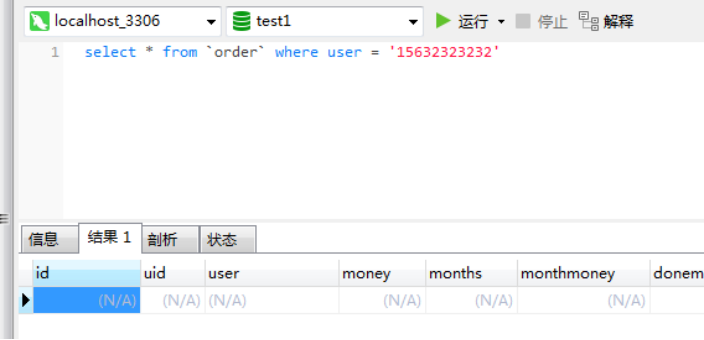 localhost_3306 test1 运行 停止 解释
1 select * from `order` where user = '15632323232'
信息 结果 1 剖析 状态
id uid user money months monthmoney donem
(N/A) (N/A) (N/A) (N/A) (N/A) (N/A)